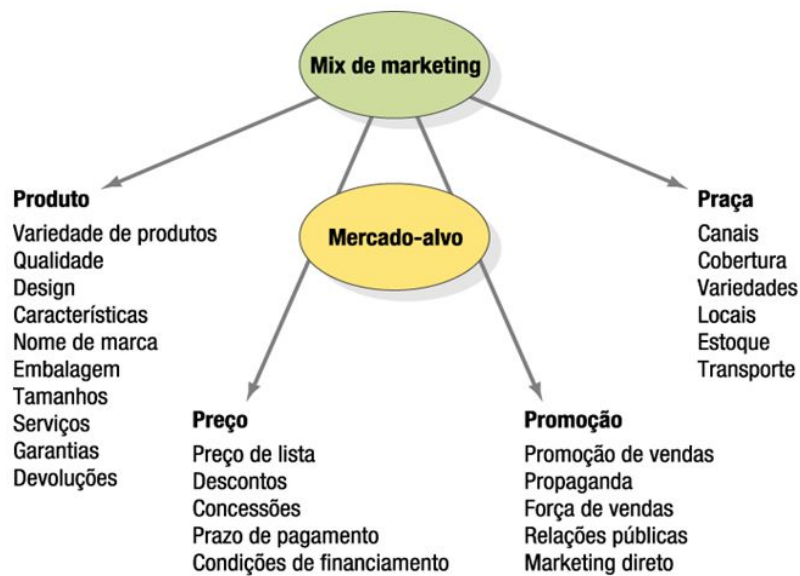 Mix de marketing
Mercado-alvo
Produto
Variedade de produtos
Qualidade
Design
Características
Nome de marca
Embalagem
Tamanhos
Serviços
Garantias
Devoluções
Preço
Preço de lista
Descontos
Concessões
Prazo de pagamento
Condições de financiamento
Promoção
Promoção de vendas
Propaganda
Força de vendas
Relações públicas
Marketing direto
Praça
Canais
Cobertura
Variedades
Locais
Estoque
Transporte